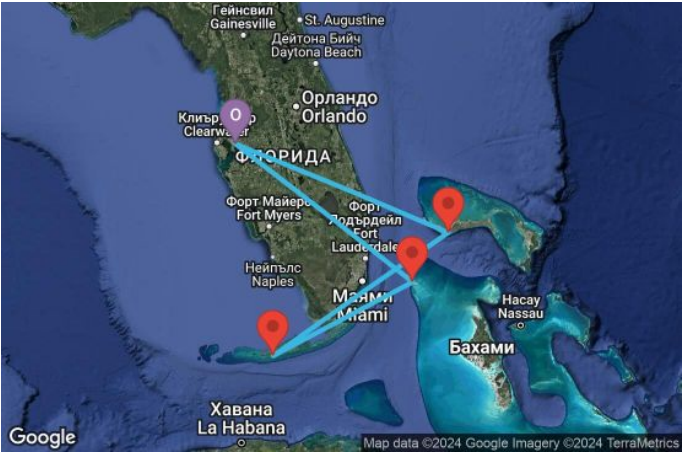 Гейнсвил
Gainesville
St. Augustine
Дейтона Бийч
Daytona Beach
Орландо
Orlando
O
Clearwater
ФЛОРИДА
Форт Майерс
Fort Myers
Форт
Лодърдейл
Fort
Lauderdale
Нейпълс
Naples
Маями
Miami
Насау
Nassau
Бахами
Хавана
La Habana
Google
Map data ©2024 Google Imagery ©2024 TerraMetrics